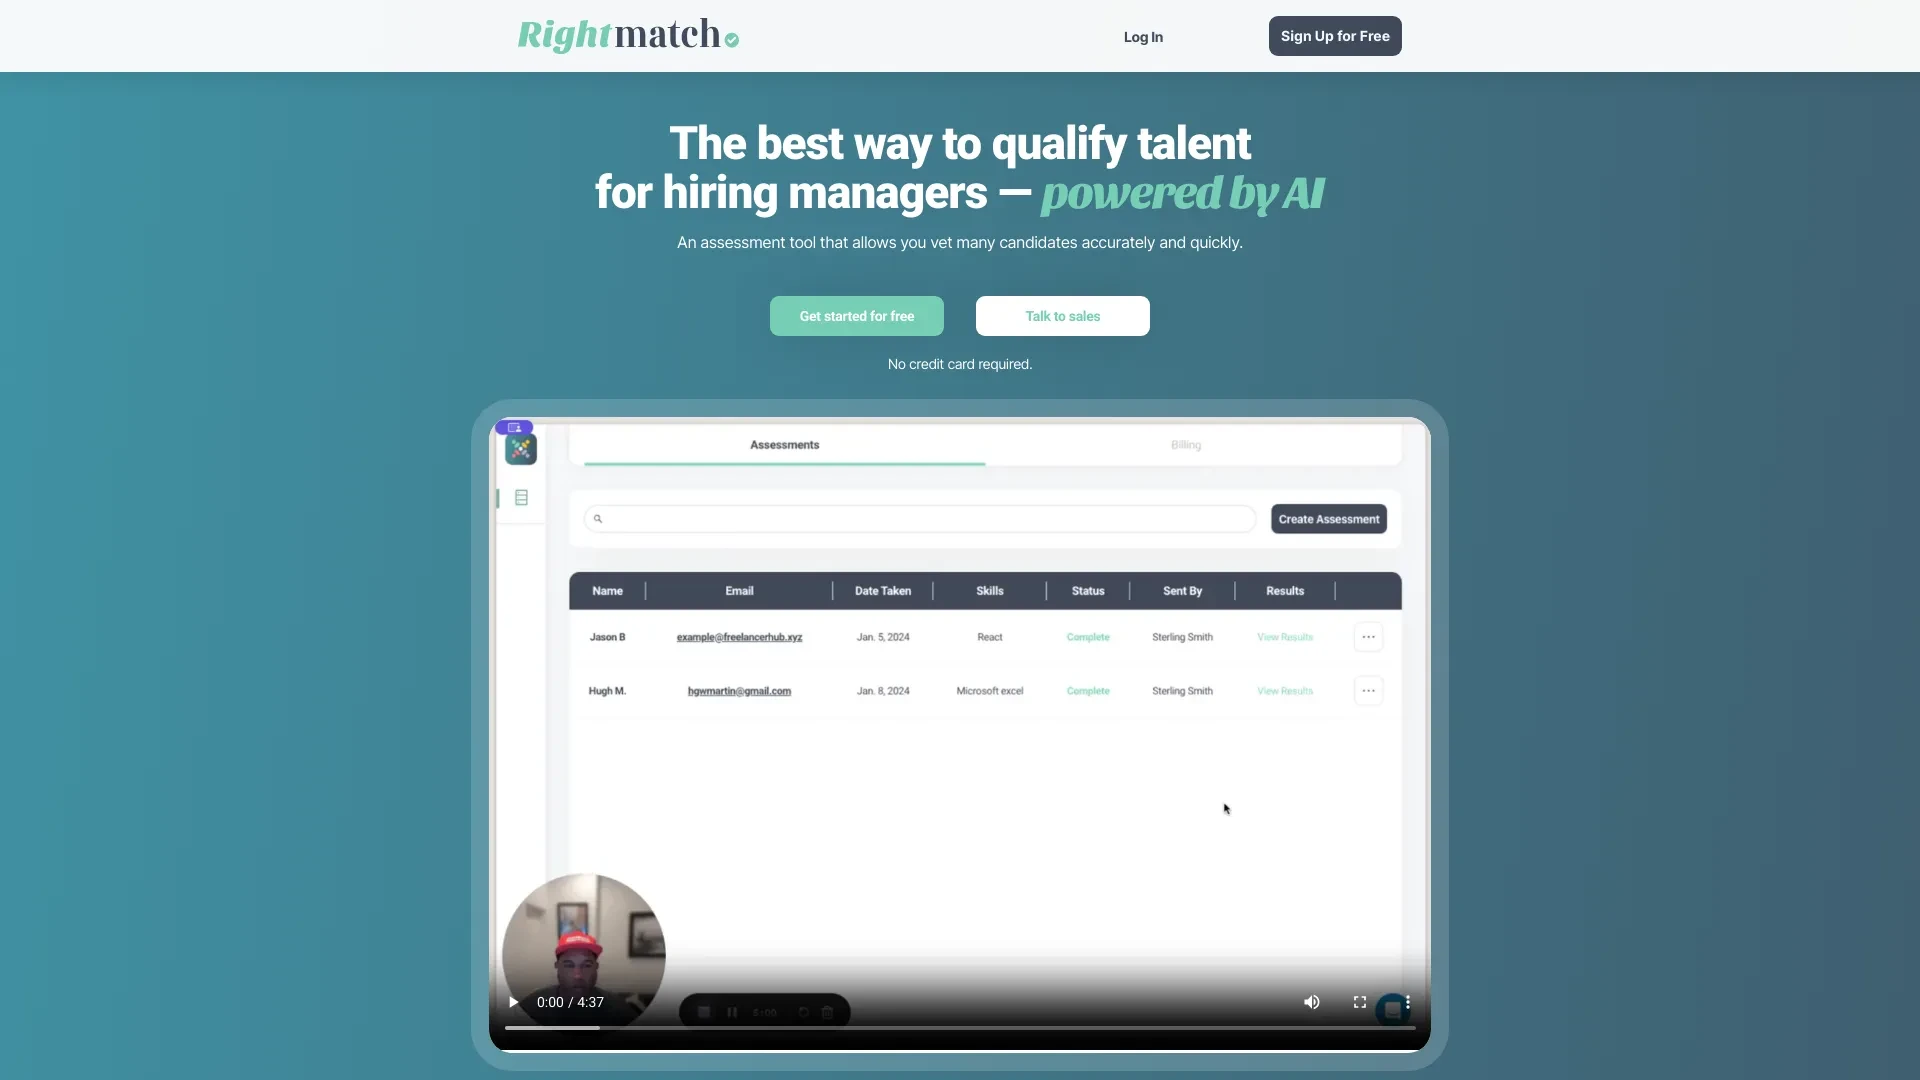 Rightmatch
Log In
Sign Up for Free
The best way to qualify talent
for hiring managers — powered by AI
An assessment tool that allows you vet many candidates accurately and quickly.
Get started for free
Talk to sales
No credit card required.
Assessments
Billing
Create Assessment
Name Email Date Taken Skills Status Sent By Results
Jason B example@freelancerhub.xyz Jan. 5, 2024 React Complete Sterling Smith View Results
Hugh M. hgwmartin@gmail.com Jan. 8, 2024 Microsoft excel Complete Sterling Smith View Results
0:00 / 4:37